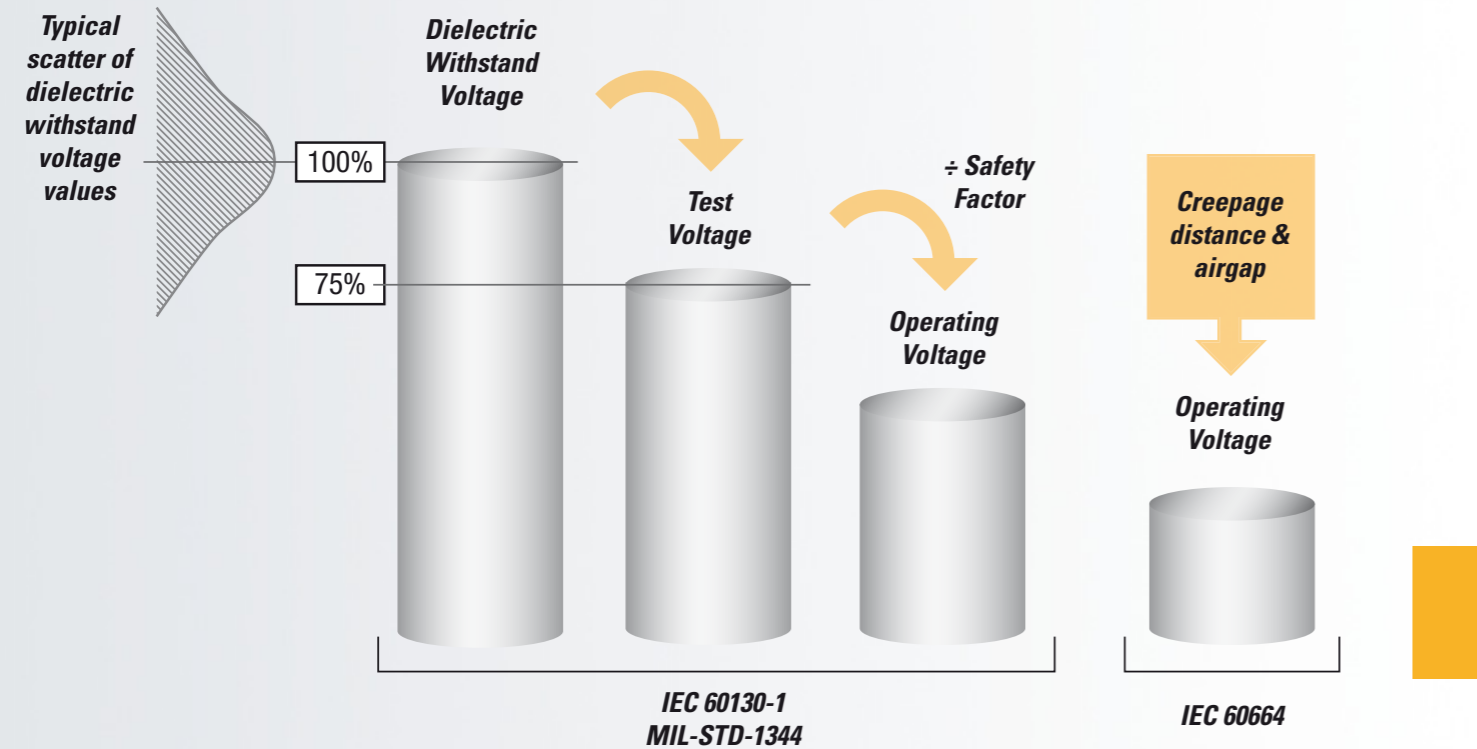 Typical
scatter of
dielectric
withstand
voltage
values
100%
75%
Dielectric
Withstand
Voltage
Test
Voltage
÷ Safety
Factor
Operating
Voltage
Creepage
distance &
airgap
Operating
Voltage
IEC 60130-1
MIL-STD-1344
IEC 60664